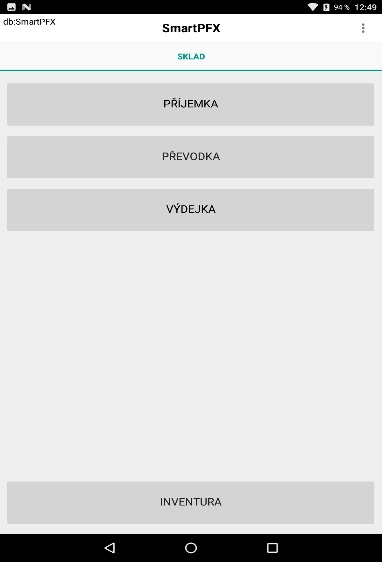 94 % 12:49
db:SmartPFX
SmartPFX
SKLAD
PŘÍJEMKA
PŘEVODKA
VÝDEJKA
INVENTURA